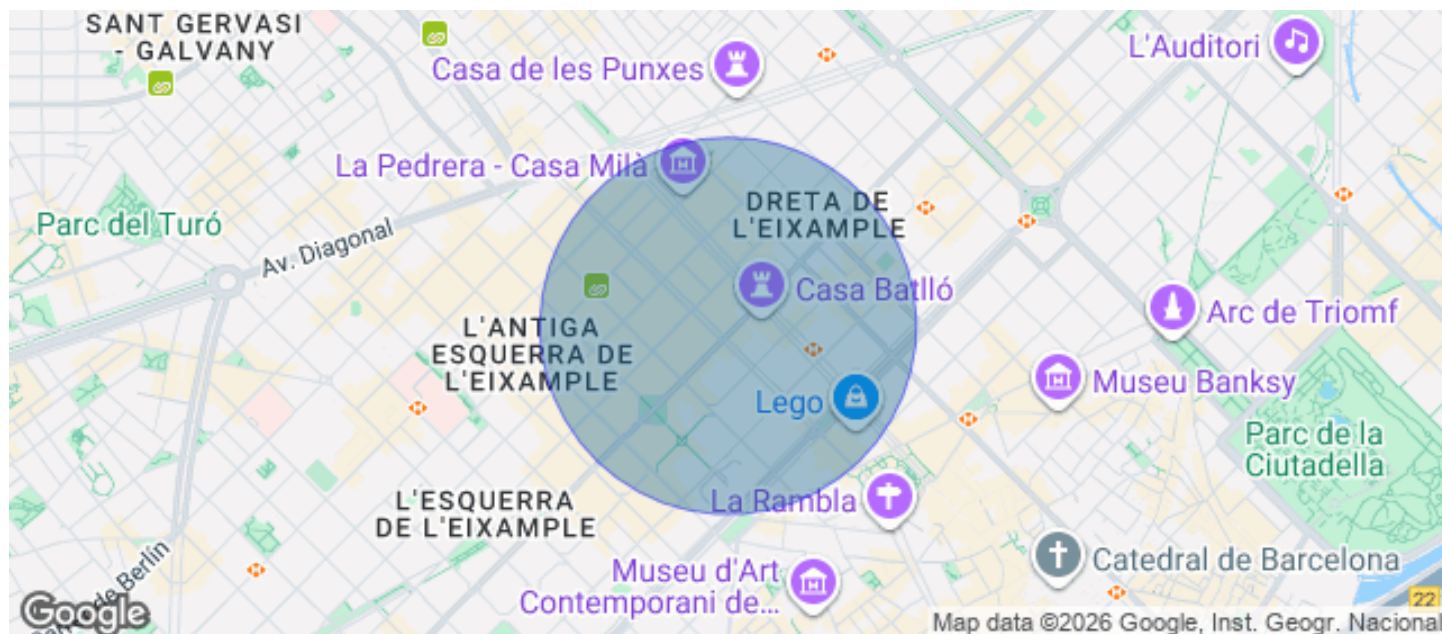 SANT GERVASI
- GALVANY
Casa de les Punxes
L'Auditori
La Pedrera - Casa Milà
DRETA DE
L'EIXAMPLE
Parc del Turó
Av. Diagonal
Casa Batlló
Arc de Triomf
L'ANTIGA
ESQUERRA DE
L'EIXAMPLE
Lego
Museu Banksy
Parc de la
Ciutadella
L'ESQUERRA
DE L'EIXAMPLE
La Rambla
Museu d'Art
Contemporani de...
Catedral de Barcelona
de Berlín
22
Google
Map data ©2026 Google, Inst. Geogr. Nacional